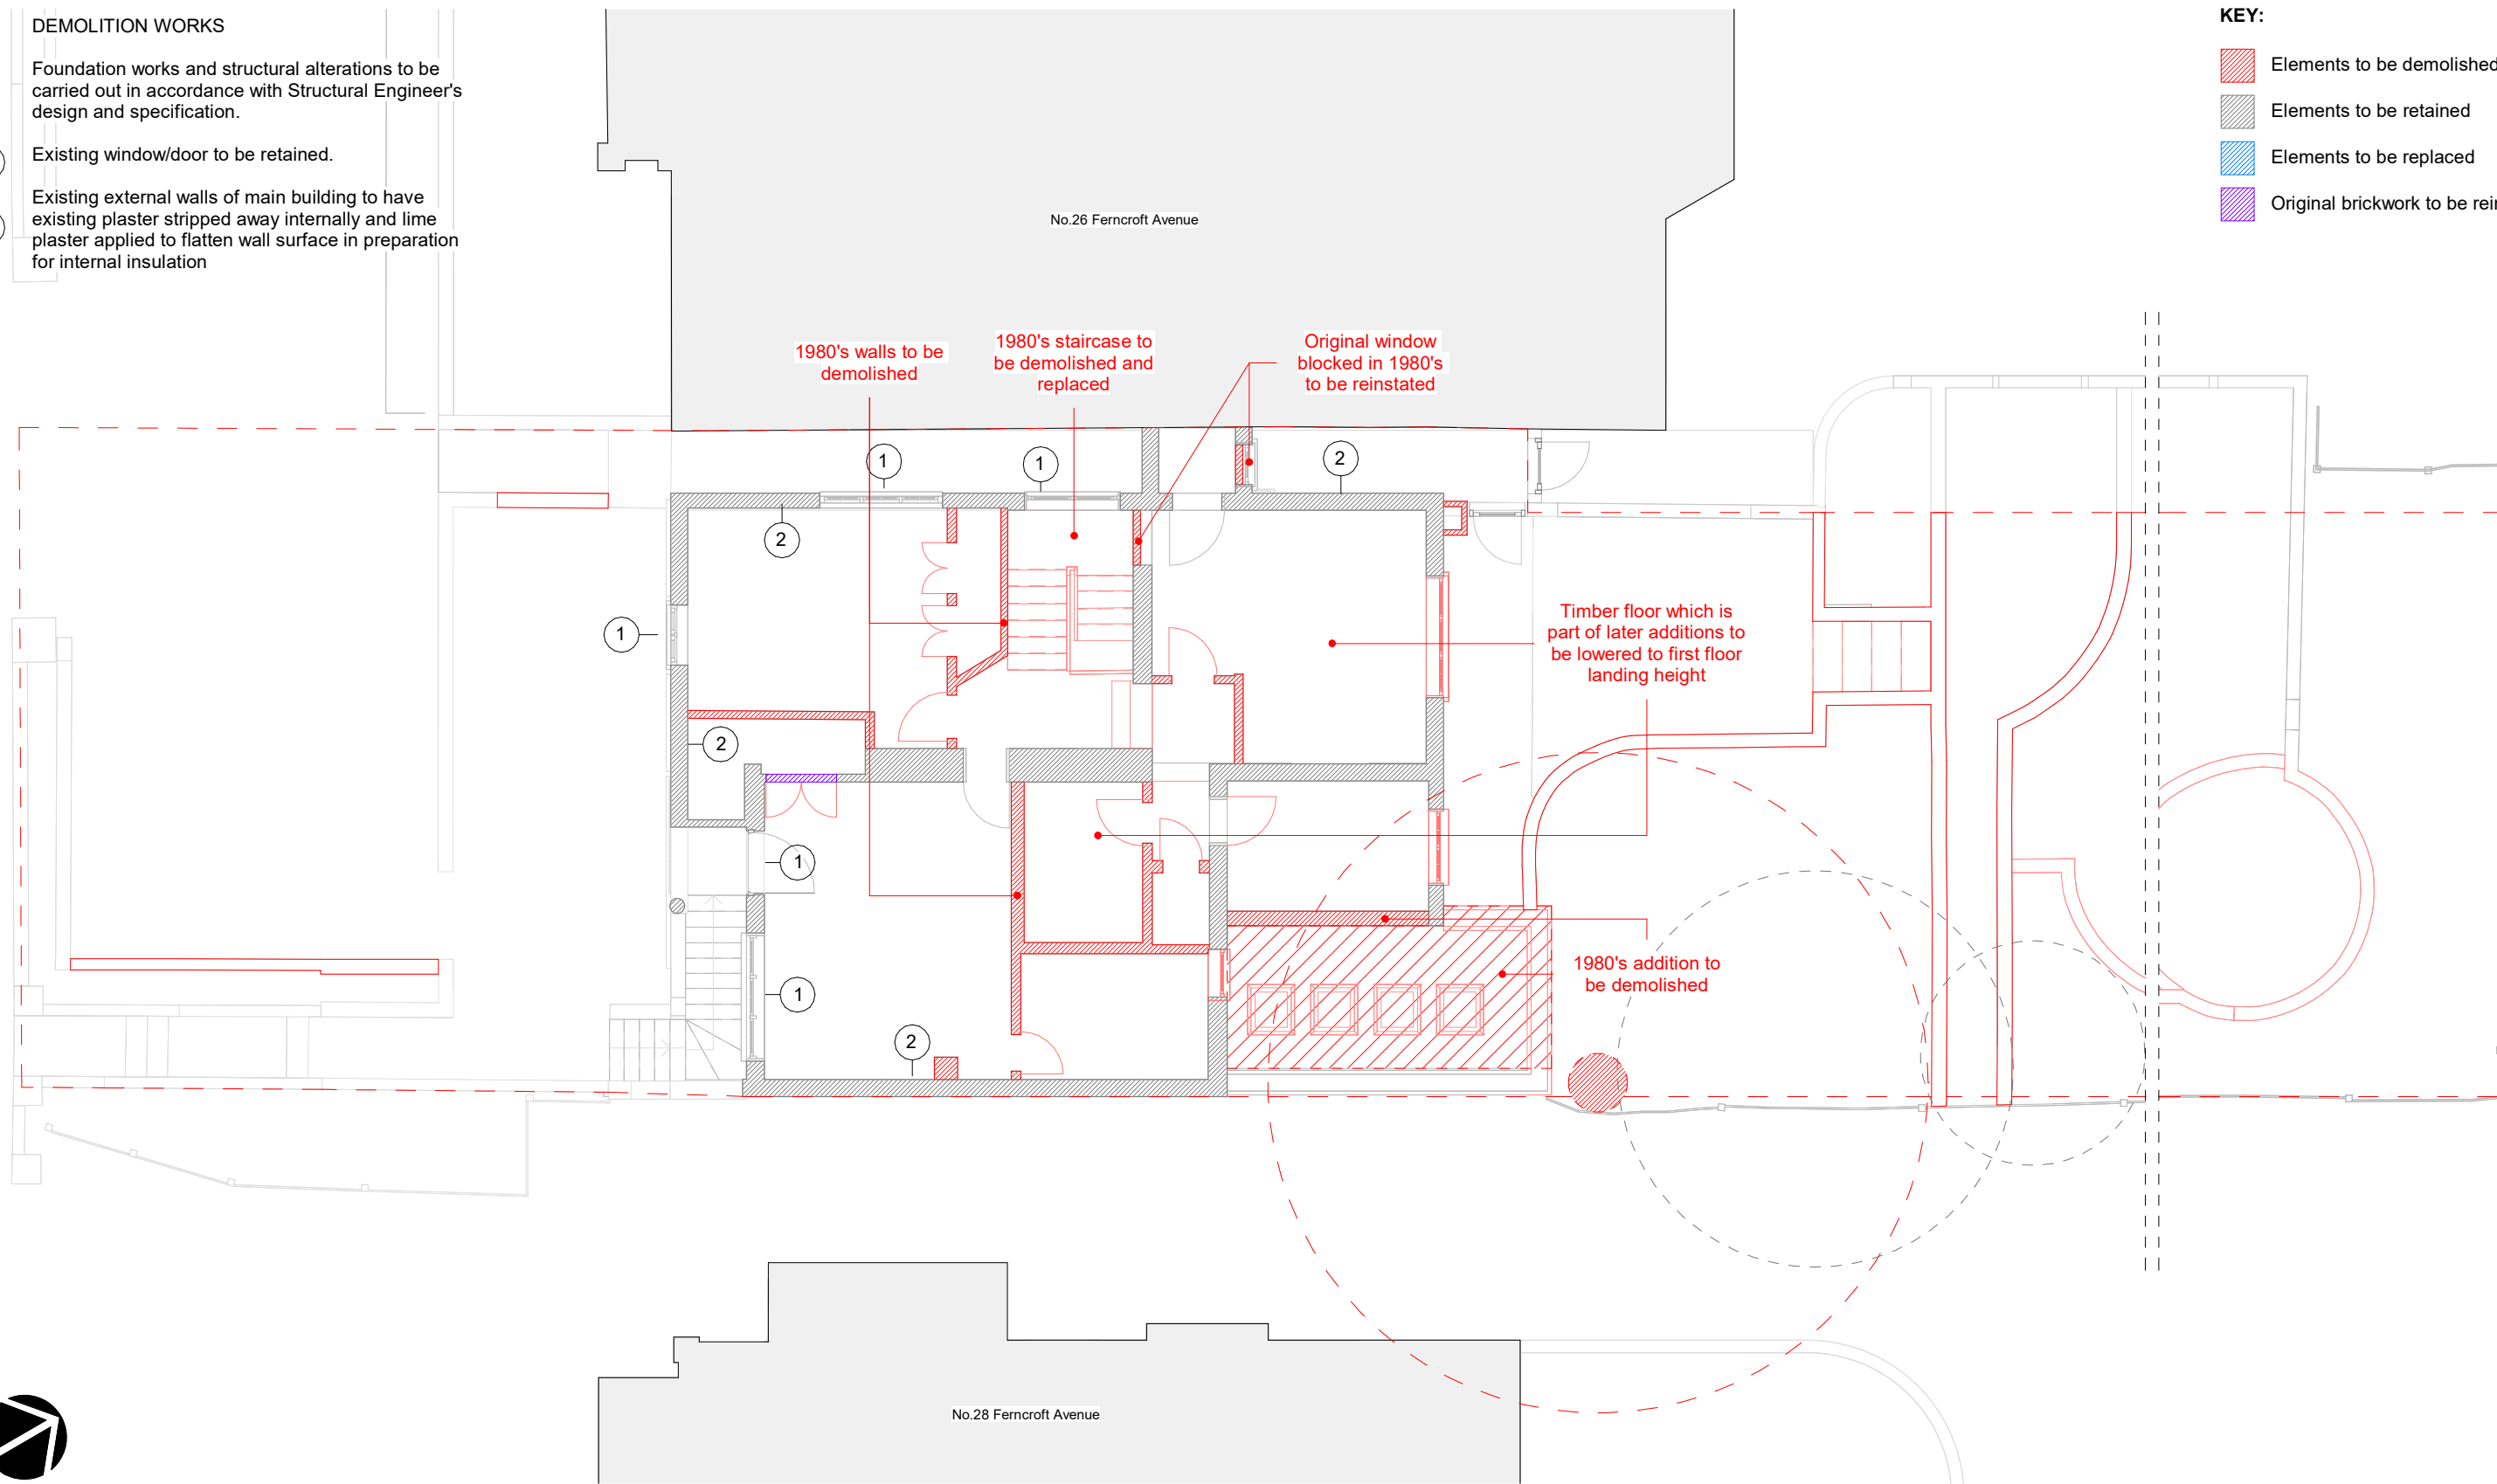 DEMOLITION WORKS
Foundation works and structural alterations to be
carried out in accordance with Structural Engineer's
design and specification.
Existing window/door to be retained.
Existing external walls of main building to have
existing plaster stripped away internally and lime
plaster applied to flatten wall surface in preparation
for internal insulation
KEY:
Elements to be demolished
Elements to be retained
Elements to be replaced
Original brickwork to be rei
No.26 Ferncroft Avenue
1980's walls to be
demolished
1980's staircase to
be demolished and
replaced
Original window
blocked in 1980's
to be reinstated
1
1
2
2
1
Timber floor which is
part of later additions to
be lowered to first floor
landing height
2
1
1980's addition to
be demolished
1
2
No.28 Ferncroft Avenue